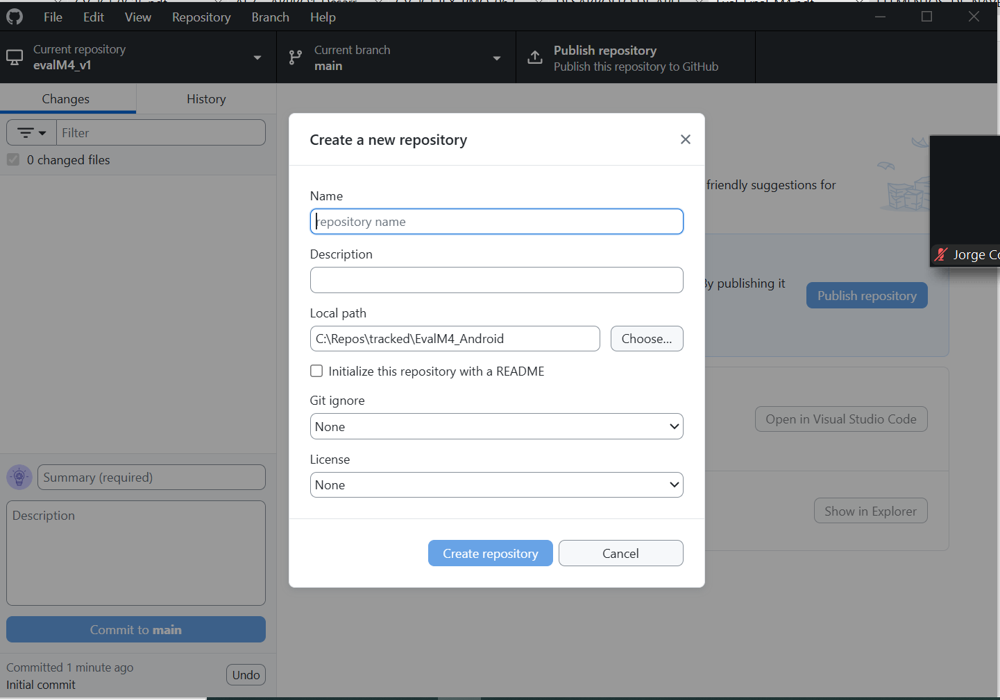 File Edit View Repository Branch Help
Current repository
evalM4_v1
Current branch
main
Publish repository
Publish this repository to GitHub
Changes
History
Filter
0 changed files
Create a new repository
Name
repository name
Description
Local path
C:\Repos\tracked\EvalM4_Android
Choose...
Initialize this repository with a README
Git ignore
None
License
None
Create repository
Cancel
friendly suggestions for
By publishing it
Publish repository
Open in Visual Studio Code
Show in Explorer
Jorge
Summary (required)
Description
Commit to main
Committed 1 minute ago
Initial commit
Undo